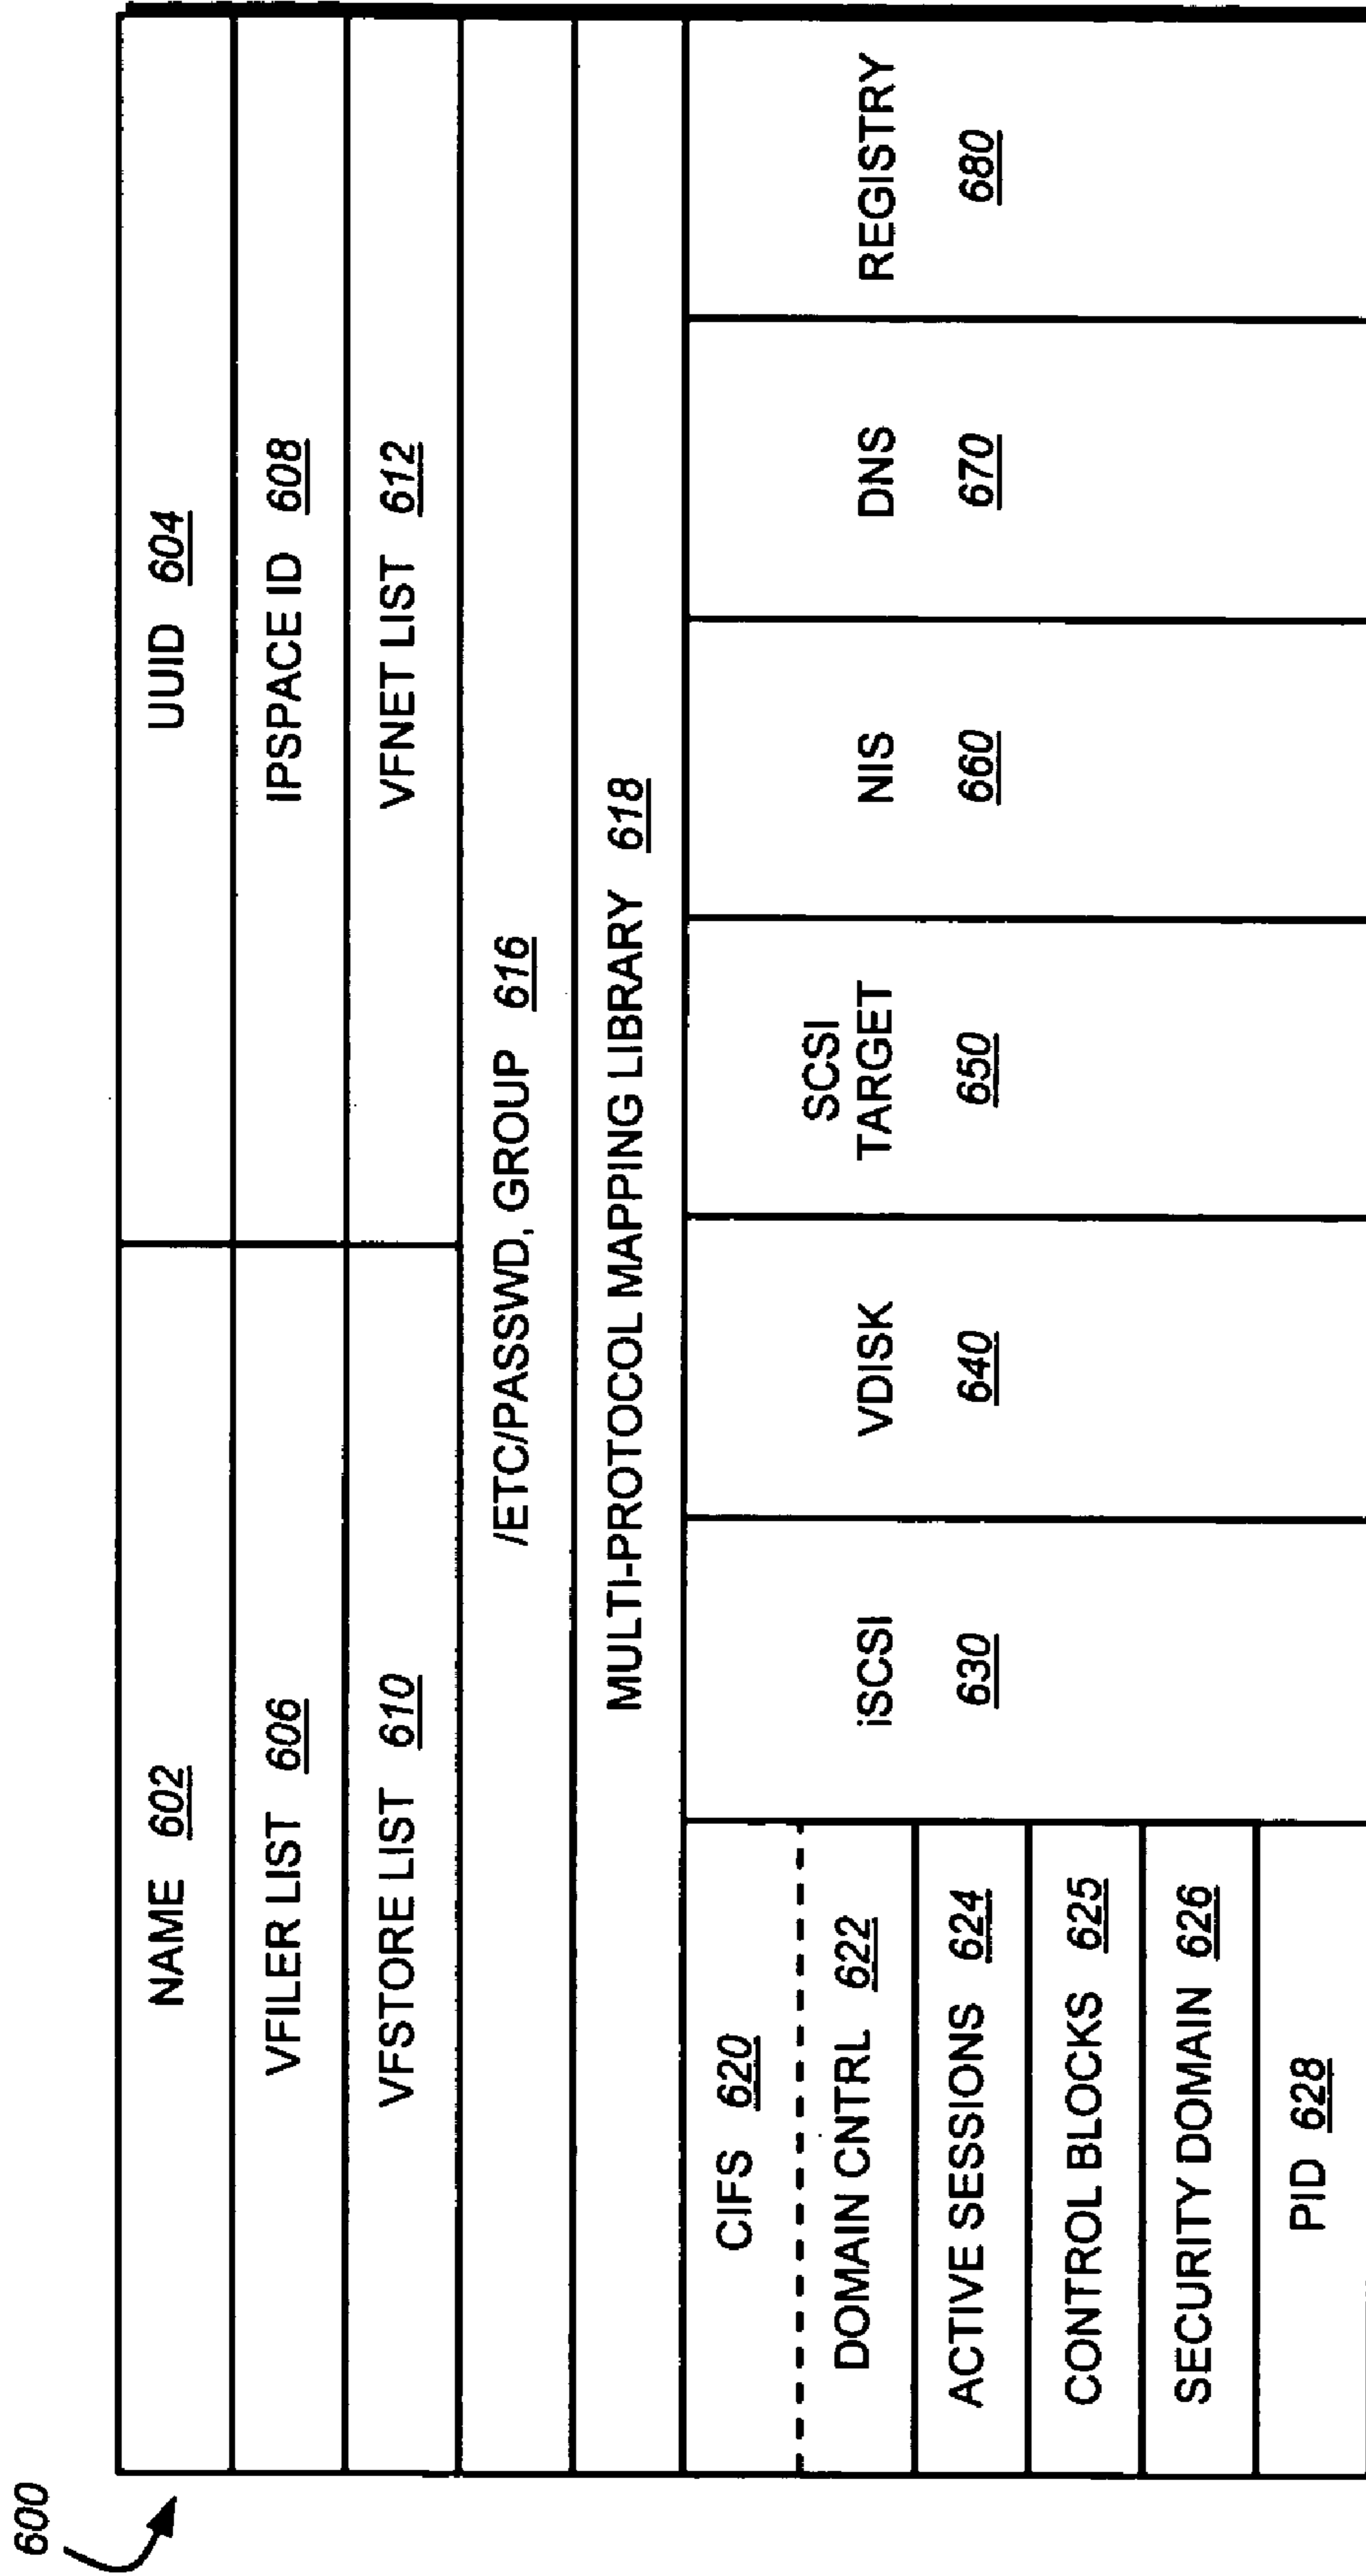 600
NAME 602
UUID 604
VFILER LIST 606
IPSPACE ID 608
VFSTORE LIST 610
VFNET LIST 612
/ETC/PASSWD, GROUP 616
MULTI-PROTOCOL MAPPING LIBRARY 618
CIFS 620
DOMAIN CNTRL 622
ACTIVE SESSIONS 624
CONTROL BLOCKS 625
SECURITY DOMAIN 626
PID 628
iSCSI
630
VDISK
640
SCSI
TARGET
650
NIS
660
DNS
670
REGISTRY
680